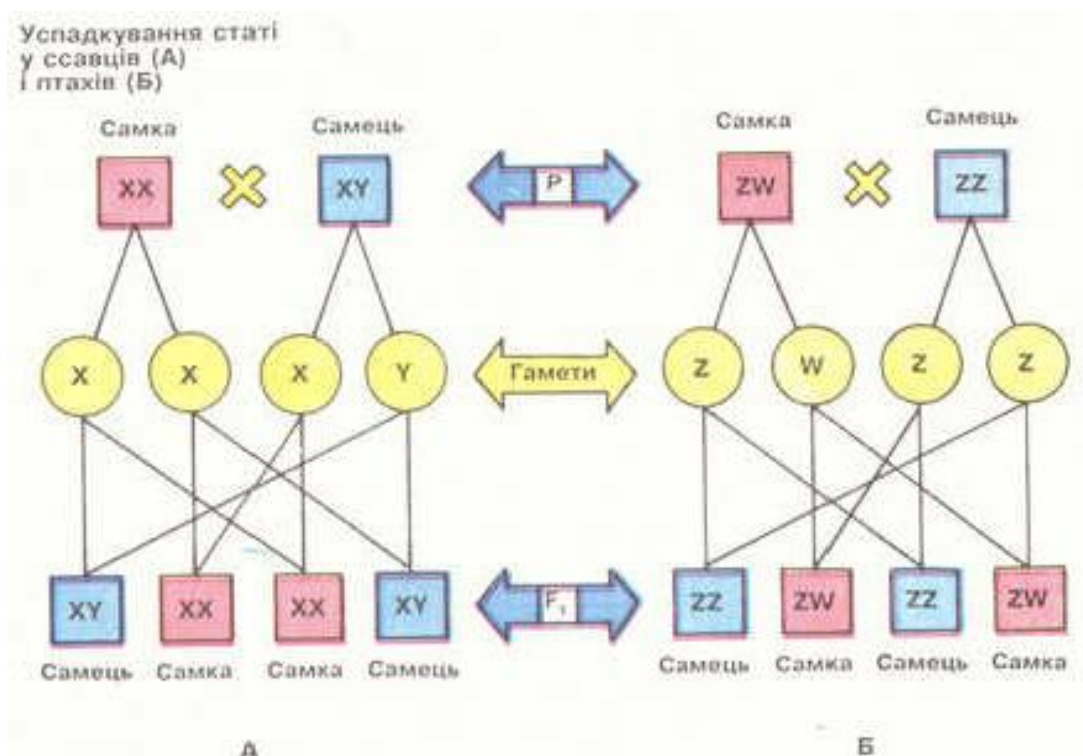 Успадкування статі
у ссавців (А)
і птахів (Б)
Самка Самець Самка Самець
XX XY P ZW ZZ
X X X Y Гамети Z W Z Z
XY XX XX XY F₁ ZZ ZW ZZ ZW
Самець Самка Самка Самець Самець Самка Самець Самка
А Б